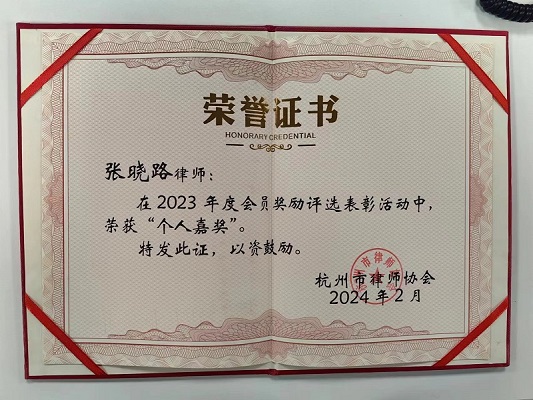 荣誉证书
HONORARY CREDENTIAL
张晓路律师：
在2023年度会员奖励评选表彰活动中，
荣获“个人嘉奖”。
特发此证，以资鼓励。
杭州市律师协会
2024年2月